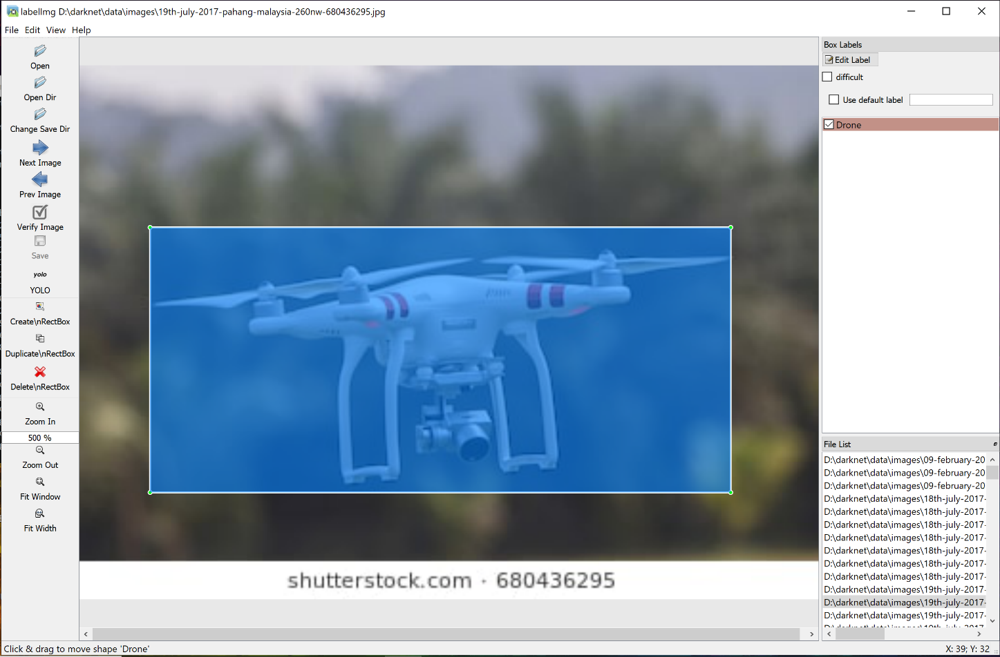 labelImg D:\darknet\data\images\19th-july-2017-pahang-malaysia-260nw-680436295.jpg
File Edit View Help
Open
Open Dir
Change Save Dir
Next Image
Prev Image
Verify Image
Save
yolo
YOLO
Create\nRectBox
Duplicate\nRectBox
Delete\nRectBox
Zoom In
500 %
Zoom Out
Fit Window
Fit Width
shutterstock.com · 680436295
Box Labels
Edit Label
difficult
Use default label
Drone
File List
D:\darknet\data\images\09-february-20
D:\darknet\data\images\09-february-20
D:\darknet\data\images\09-february-20
D:\darknet\data\images\18th-july-2017-
D:\darknet\data\images\18th-july-2017-
D:\darknet\data\images\18th-july-2017-
D:\darknet\data\images\18th-july-2017-
D:\darknet\data\images\18th-july-2017-
D:\darknet\data\images\18th-july-2017-
D:\darknet\data\images\18th-july-2017-
D:\darknet\data\images\19th-july-2017-
D:\darknet\data\images\19th-july-2017-
D:\darknet\data\images\19th-july-2017-
Click & drag to move shape 'Drone'
X: 39; Y: 32